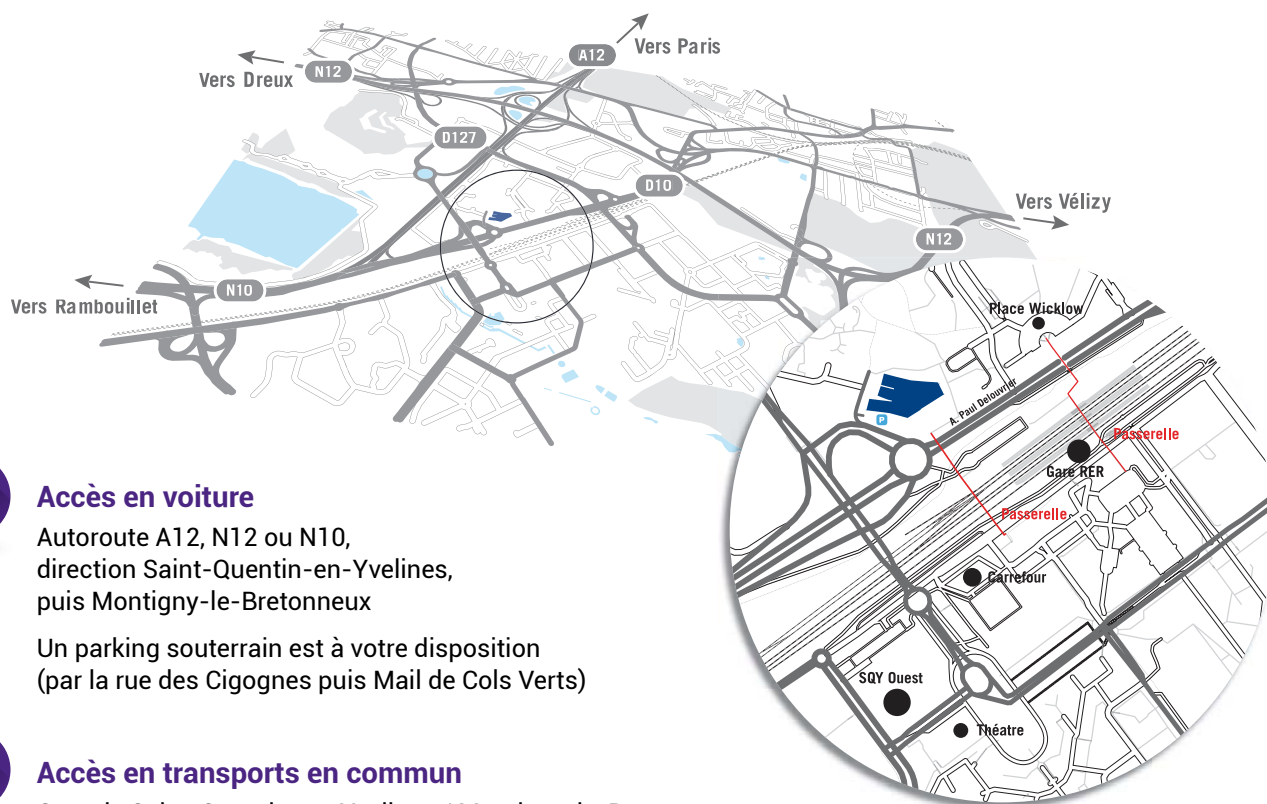 A12
Vers Paris
Vers Dreux
N12
D127
D10
Vers Vélizy
N12
N10
Vers Rambouillet
Place Wicklow
A. Paul Delouvrier
P
Passerelle
Gare RER
Passerelle
Carrefour
SQY Ouest
Théatre
Accès en voiture
Autoroute A12, N12 ou N10,
direction Saint-Quentin-en-Yvelines,
puis Montigny-le-Bretonneux
Un parking souterrain est à votre disposition
(par la rue des Cigognes puis Mail de Cols Verts)
Accès en transports en commun